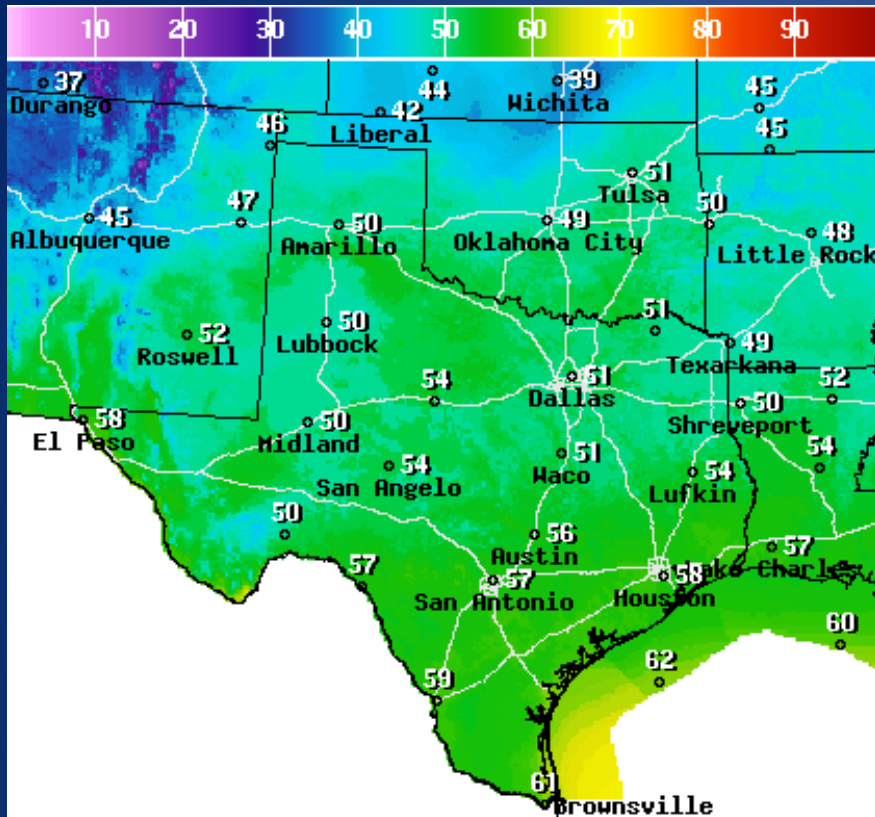 10 20 30 40 50 60 70 80 90
37
Durango
44
39
Wichita
42
Liberal
45
45
46
51
Tulsa
45
Albuquerque
47
50
Amarillo
49
Oklahoma City
50
48
Little Rock
52
Roswell
50
Lubbock
51
49
Texarkana
51
Dallas
54
50
Shreveport
52
58
El Paso
50
Midland
54
San Angelo
51
Waco
54
Lufkin
54
50
56
Austin
57
57
San Antonio
58
Houston
57
Lake Charles
60
62
59
61
Brownsville